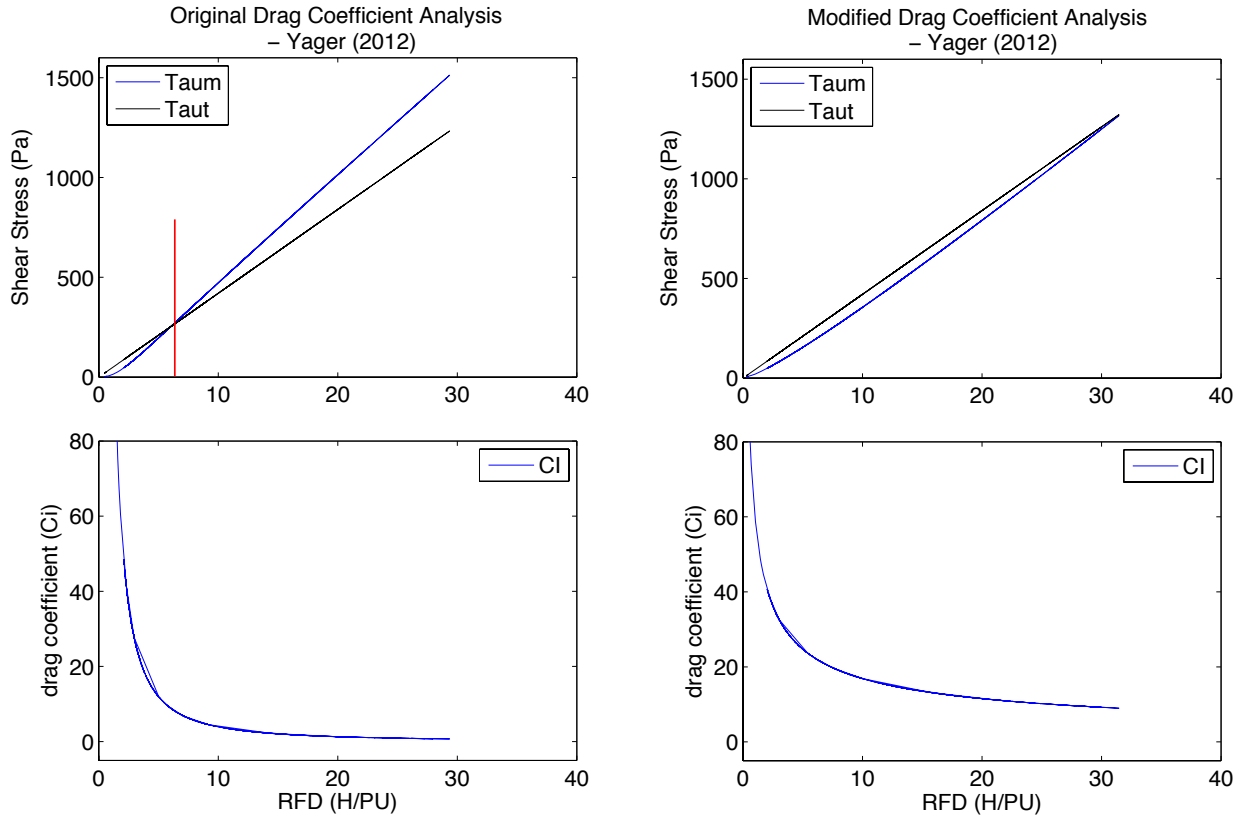 Original Drag Coefficient Analysis
– Yager (2012)
1500
1000
500
0
Shear Stress (Pa)
Taum
Taut
0 10 20 30 40
Modified Drag Coefficient Analysis
– Yager (2012)
1500
1000
500
0
Shear Stress (Pa)
Taum
Taut
0 10 20 30 40
80
60
40
20
0
drag coefficient (Ci)
CI
0 10 20 30 40
RFD (H/PU)
80
60
40
20
0
drag coefficient (Ci)
CI
0 10 20 30 40
RFD (H/PU)